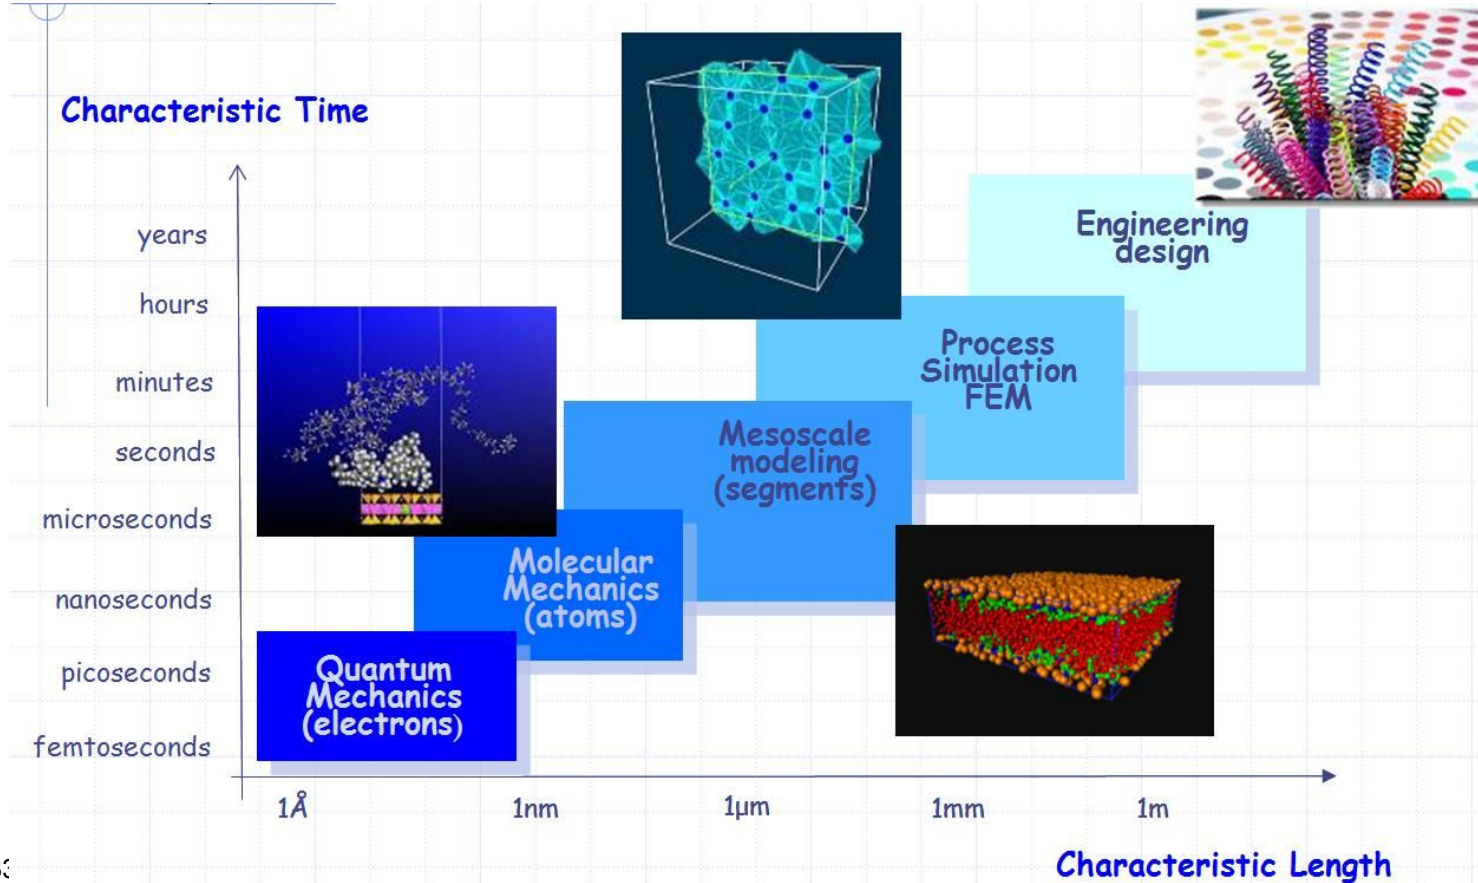 Characteristic Time
years
hours
minutes
seconds
microseconds
nanoseconds
picoseconds
femtoseconds
Engineering
design
Process
Simulation
FEM
Mesoscale
modeling
(segments)
Molecular
Mechanics
(atoms)
Quantum
Mechanics
(electrons)
1Å
1nm
1μm
1mm
1m
Characteristic Length